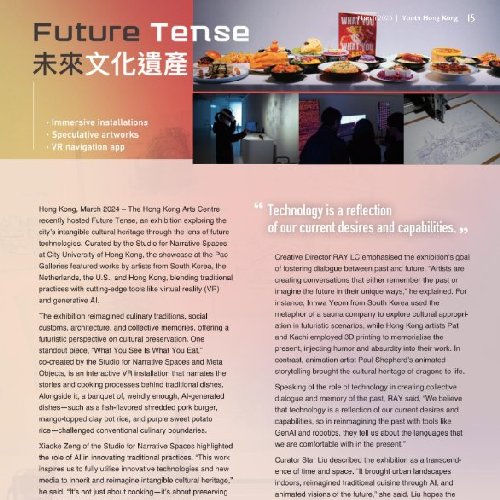 March 2025 | Youth Hong Kong 15
Future Tense
未來文化遺產
WHAT YOU
WHAT YOU
· Immersive installations
· Speculative artworks
· VR navigation app
Hong Kong, March 2024 – The Hong Kong Arts Centre
recently hosted Future Tense, an exhibition exploring the
city's intangible cultural heritage through the lens of future
technologies. Curated by the Studio for Narrative Spaces
at City University of Hong Kong, the showcase at the Pao
Galleries featured works by artists from South Korea, the
Netherlands, the U.S., and Hong Kong, blending traditional
practices with cutting-edge tools like virtual reality (VR)
and generative AI.
The exhibition reimagined culinary traditions, social
customs, architecture, and collective memories, offering a
futuristic perspective on cultural preservation. One
standout piece, "What You See Is What You Eat,"
co-created by the Studio for Narrative Spaces and Meta
Objects, is an interactive VR installation that narrates the
stories and cooking processes behind traditional dishes.
Alongside it, a banquet of, weirdly enough, AI-generated
dishes—such as a fish-flavored shredded pork burger,
mango-topped clay pot rice, and purple sweet potato
rice—challenged conventional culinary boundaries.
Xiaoke Zeng of the Studio for Narrative Spaces highlighted
the role of AI in innovating traditional practices. "This work
inspires us to fully utilise innovative technologies and new
media to inherit and reimagine intangible cultural heritage,"
he said. "It's not just about cooking—it's about preserving
“ Technology is a reflection
of our current desires and capabilities. ”
Creative Director RAY LC emphasised the exhibition's goal
of fostering dialogue between past and future. "Artists are
creating conversations that either remember the past or
imagine the future in their unique ways," he explained. For
instance, Inhwa Yeom from South Korea used the
metaphor of a sauna company to explore cultural appropri-
ation in futuristic scenarios, while Hong Kong artists Pat
and Kachi employed 3D printing to memorialise the
present, injecting humor and absurdity into their work. In
contrast, animation artist Paul Shepherd's animated
storytelling brought the cultural heritage of dragons to life.
Speaking of the role of technology in creating collective
dialogue and memory of the past, RAY said, "We believe
that technology is a reflection of our current desires and
capabilities, so in reimagining the past with tools like
GenAI and robotics, they tell us about the languages that
we are comfortable with in the present."
Curator Star Liu described the exhibition as a transcend-
ence of time and space. "It brought urban landscapes
indoors, reimagined traditional cuisine through AI, and
animated visions of the future," she said. Liu hopes the